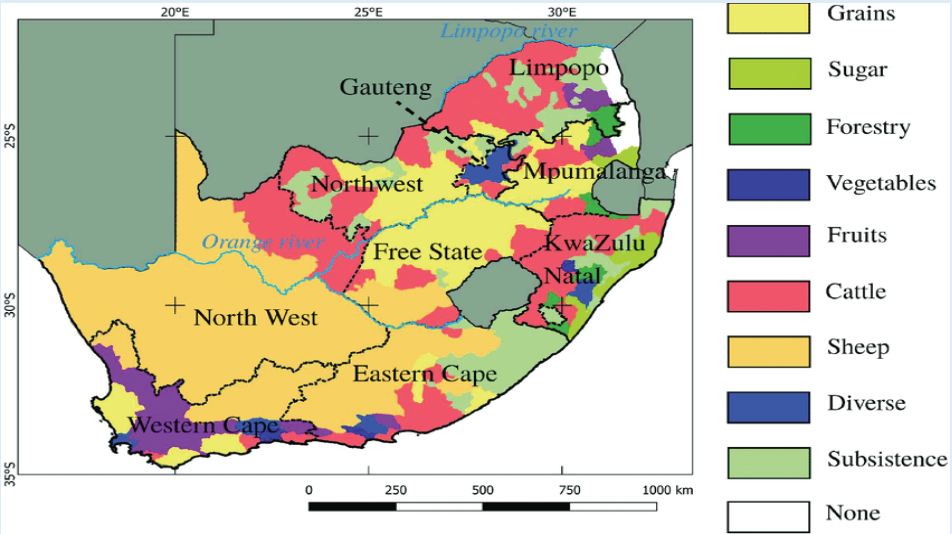 20°E 25°E 30°E
Limpopo river
Limpopo
Gauteng
25°S
Mpumalanga
Northwest
Orange river
Free State
KwaZulu
Natal
30°S
North West
Eastern Cape
Western Cape
35°S
0 250 500 750 1000 km
Grains
Sugar
Forestry
Vegetables
Fruits
Cattle
Sheep
Diverse
Subsistence
None